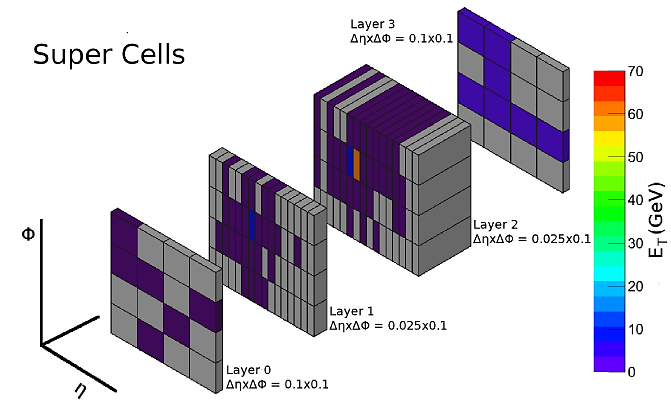 Super Cells
Layer 3
ΔηxΔΦ = 0.1x0.1
Layer 2
ΔηxΔΦ = 0.025x0.1
Layer 1
ΔηxΔΦ = 0.025x0.1
Layer 0
ΔηxΔΦ = 0.1x0.1
Φ
η
70
60
50
40
30
20
10
0
E_T (GeV)